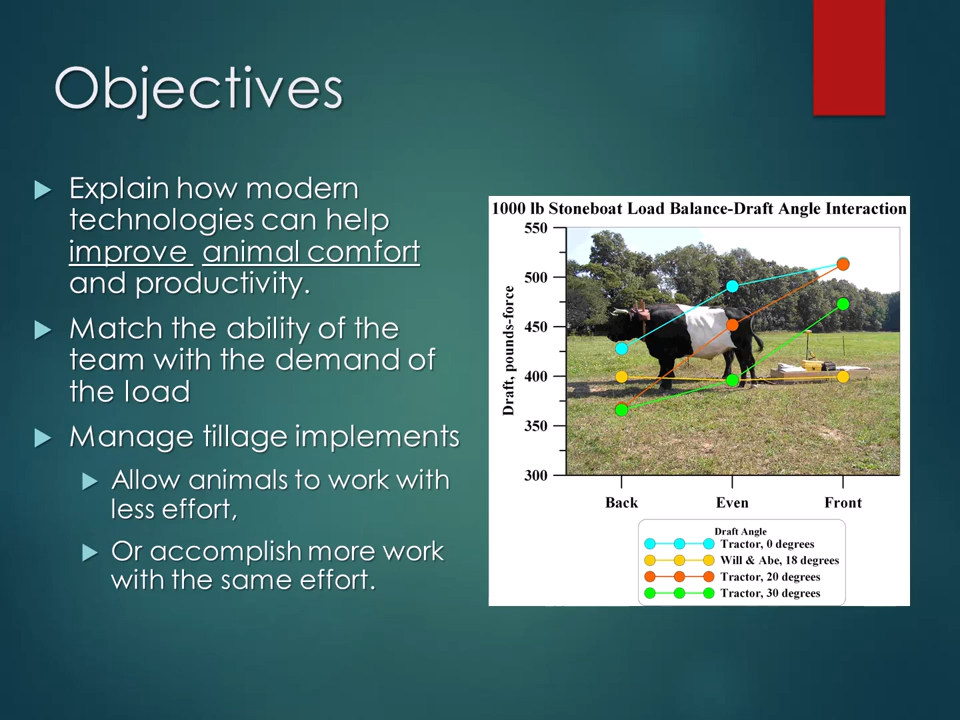 Objectives
Explain how modern
technologies can help
improve animal comfort
and productivity.
Match the ability of the
team with the demand of
the load
Manage tillage implements
Allow animals to work with
less effort,
Or accomplish more work
with the same effort.
1000 lb Stoneboat Load Balance-Draft Angle Interaction
550
500
450
400
350
300
Draft, pounds-force
Back Even Front
Draft Angle
Tractor, 0 degrees
Will & Abe, 18 degrees
Tractor, 20 degrees
Tractor, 30 degrees